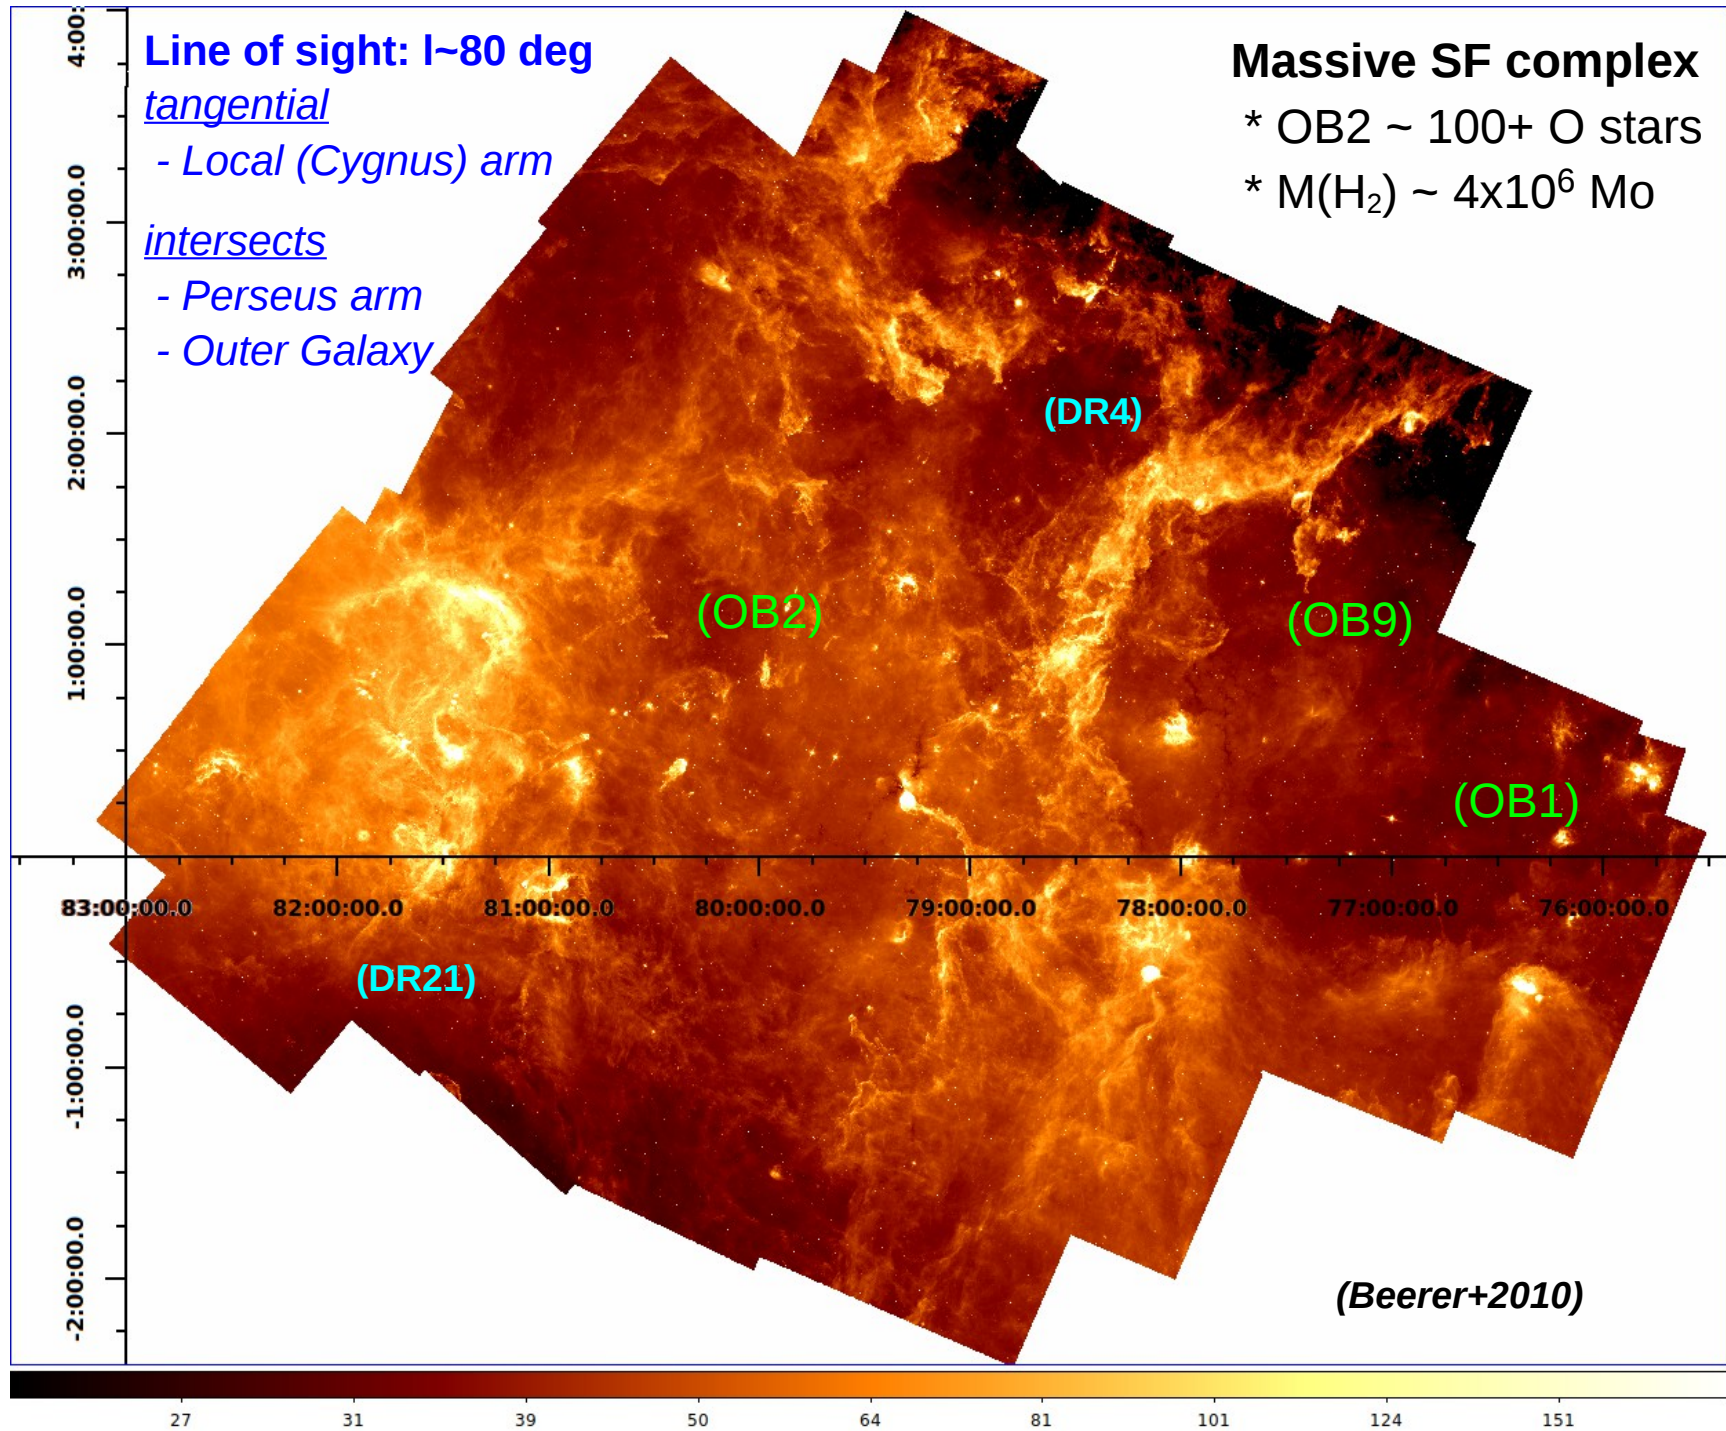 Line of sight: l~80 deg
tangential
- Local (Cygnus) arm
intersects
- Perseus arm
- Outer Galaxy
Massive SF complex
* OB2 ~ 100+ O stars
* M(H₂) ~ 4x10⁶ Mo
4:00:
3:00:00.0
2:00:00.0
1:00:00.0
-1:00:00.0
-2:00:00.0
(DR4)
(OB2)
(OB9)
(OB1)
83:00:00.0 82:00:00.0 81:00:00.0 80:00:00.0 79:00:00.0 78:00:00.0 77:00:00.0 76:00:00.0
(DR21)
(Beerer+2010)
27 31 39 50 64 81 101 124 151